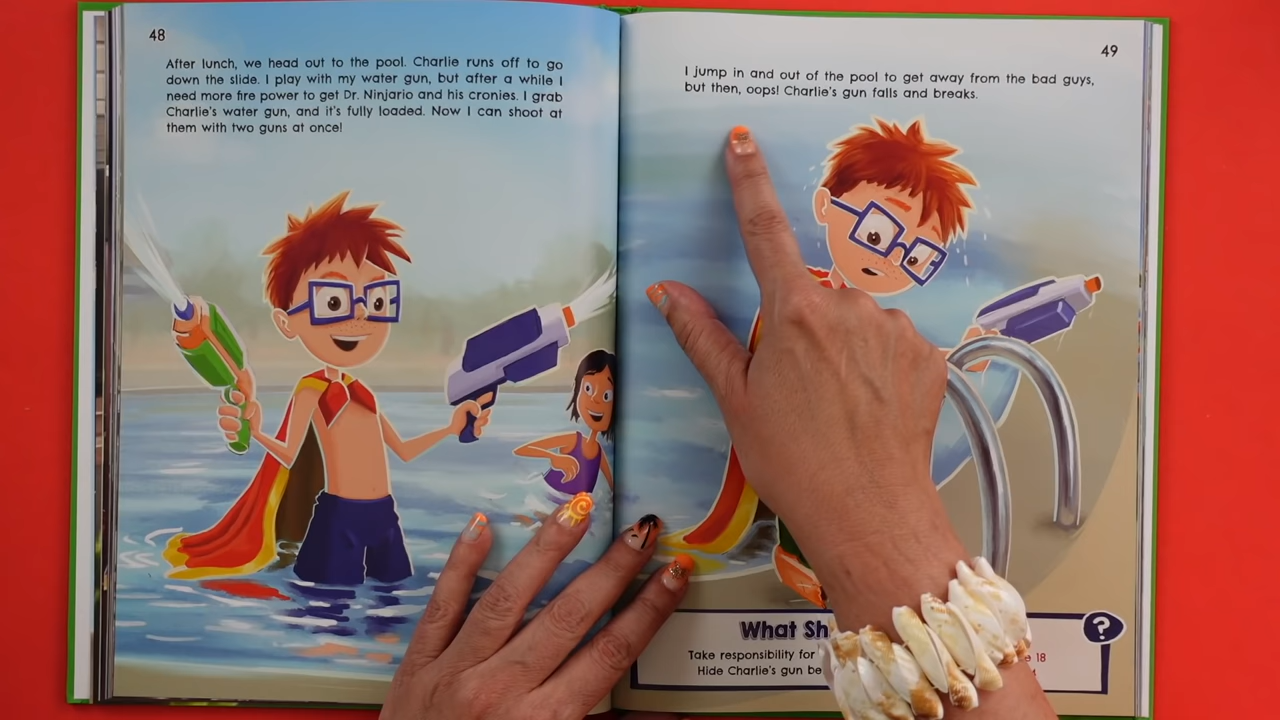 48
After lunch, we head out to the pool. Charlie runs off to go
down the slide. I play with my water gun, but after a while I
need more fire power to get Dr. Ninjario and his cronies. I grab
Charlie's water gun, and it's fully loaded. Now I can shoot at
them with two guns at once!
49
I jump in and out of the pool to get away from the bad guys,
but then, oops! Charlie's gun falls and breaks.
What Sh
?
Take responsibility for 18
Hide Charlie's gun